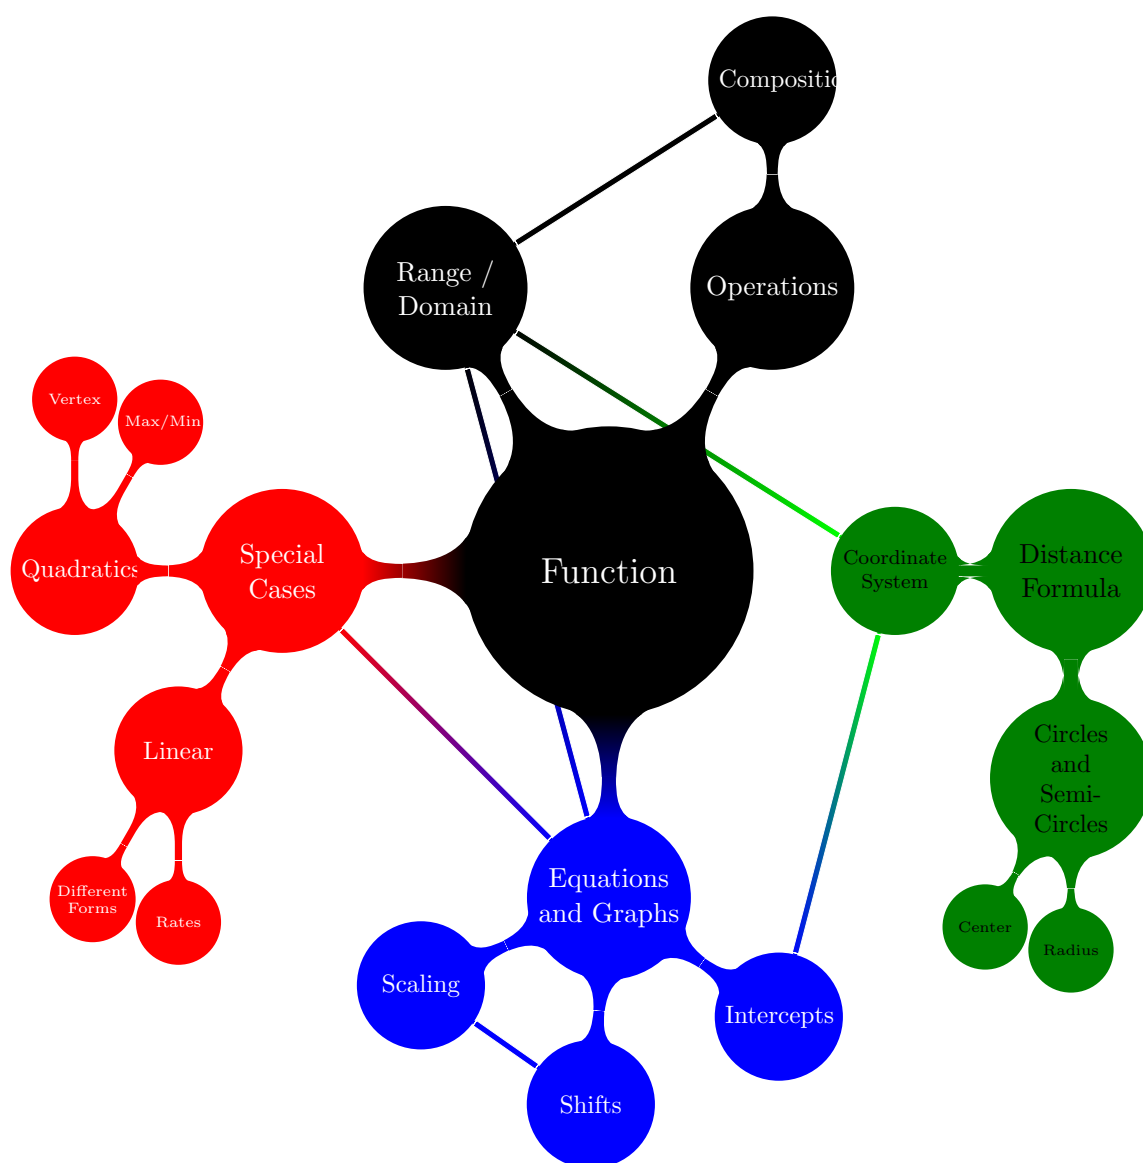 Compositio
Range /
Domain
Operations
Vertex
Max/Min
Quadratics
Special
Cases
Function
Coordinate
System
Distance
Formula
Linear
Circles
and
Semi-
Circles
Different
Forms
Rates
Equations
and Graphs
Center
Radius
Scaling
Intercepts
Shifts